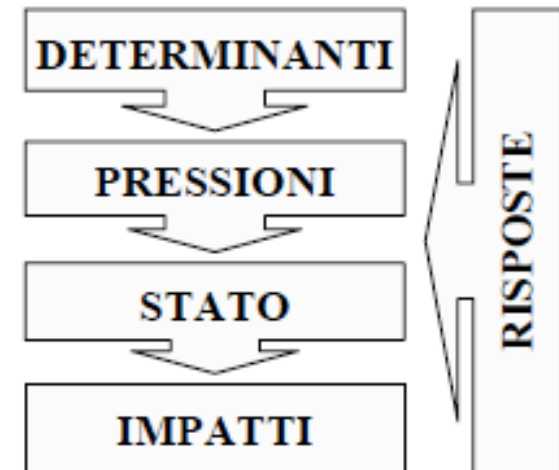 DETERMINANTI
PRESSIONI
STATO
IMPATTI
RISPOSTE